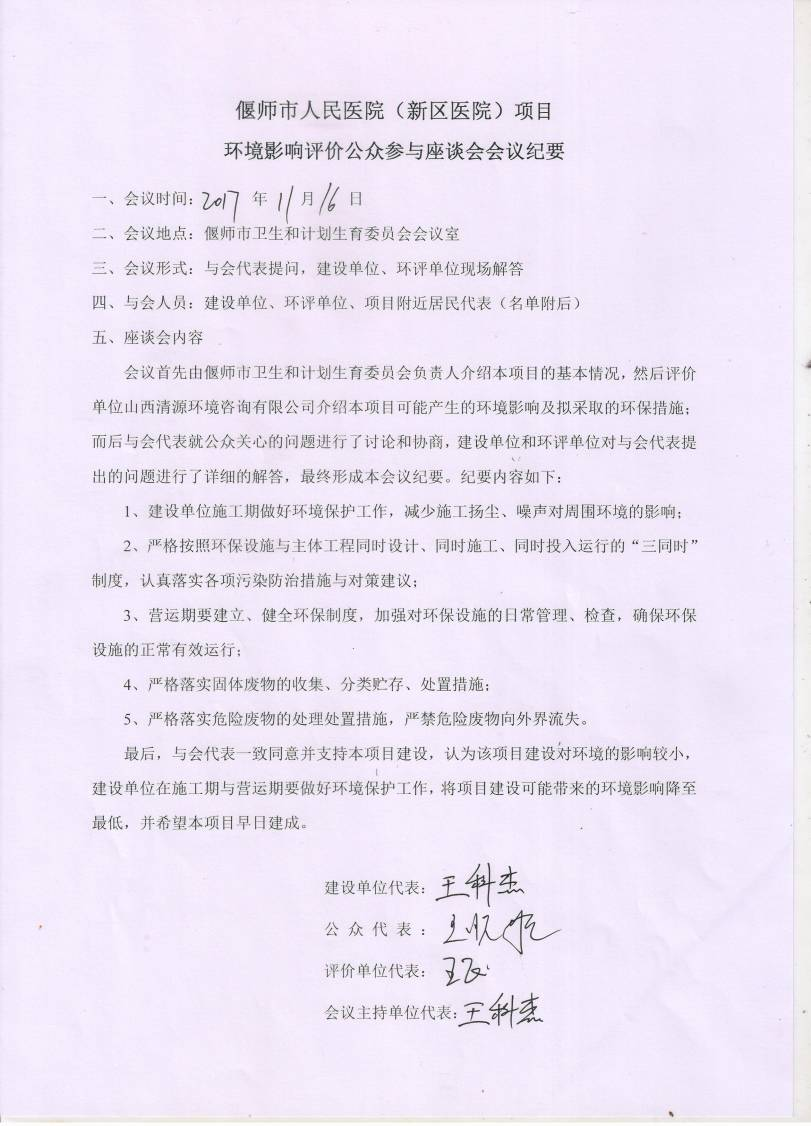 偃师市人民医院（新区医院）项目
环境影响评价公众参与座谈会会议纪要
一、会议时间：2017 年 11 月 16 日
二、会议地点：偃师市卫生和计划生育委员会会议室
三、会议形式：与会代表提问，建设单位、环评单位现场解答
四、与会人员：建设单位、环评单位、项目附近居民代表（名单附后）
五、座谈会内容
会议首先由偃师市卫生和计划生育委员会负责人介绍本项目的基本情况，然后评价
单位山西清源环境咨询有限公司介绍本项目可能产生的环境影响及拟采取的环保措施；
而后与会代表就公众关心的问题进行了讨论和协商，建设单位和环评单位对与会代表提
出的问题进行了详细的解答，最终形成本会议纪要。纪要内容如下：
1、建设单位施工期做好环境保护工作，减少施工扬尘、噪声对周围环境的影响；
2、严格按照环保设施与主体工程同时设计、同时施工、同时投入运行的“三同时”
制度，认真落实各项污染防治措施与对策建议；
3、营运期要建立、健全环保制度，加强对环保设施的日常管理、检查，确保环保
设施的正常有效运行；
4、严格落实固体废物的收集、分类贮存、处置措施；
5、严格落实危险废物的处理处置措施，严禁危险废物向外界流失。
最后，与会代表一致同意并支持本项目建设，认为该项目建设对环境的影响较小，
建设单位在施工期与营运期要做好环境保护工作，将项目建设可能带来的环境影响降至
最低，并希望本项目早日建成。
建设单位代表：王科杰
公 众 代 表 ：王
评价单位代表：王
会议主持单位代表：王科杰